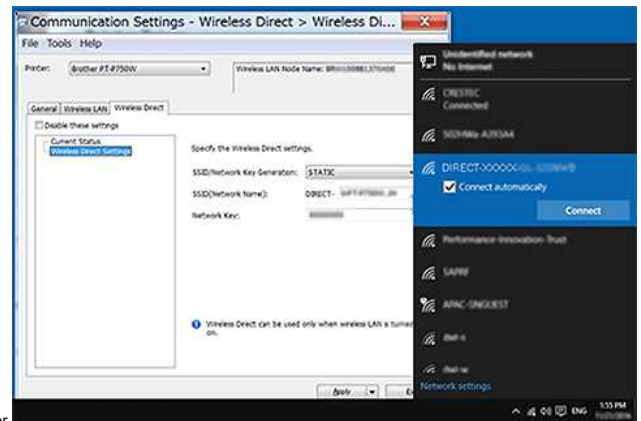 Communication Settings - Wireless Direct > Wireless Di...
File Tools Help
Printer: Brother PT-P750W
Wireless LAN Node Name:
General Wireless LAN Wireless Direct
Disable these settings
Current Status
Wireless Direct Settings
Specify the Wireless Direct settings.
SSID/Network Key Generation: STATIC
SSID(Network Name): DIRECT-
Network Key:
Wireless Direct can be used only when wireless LAN is turned
on.
Apply
Unidentified network
No Internet
CRESTEC
Connected
DIRECT-XXXXX
Connect automatically
Connect
Performance-Innovation-Trust
SAPRF
APAC-SNGUEST
Network settings
ENG 1:55 PM